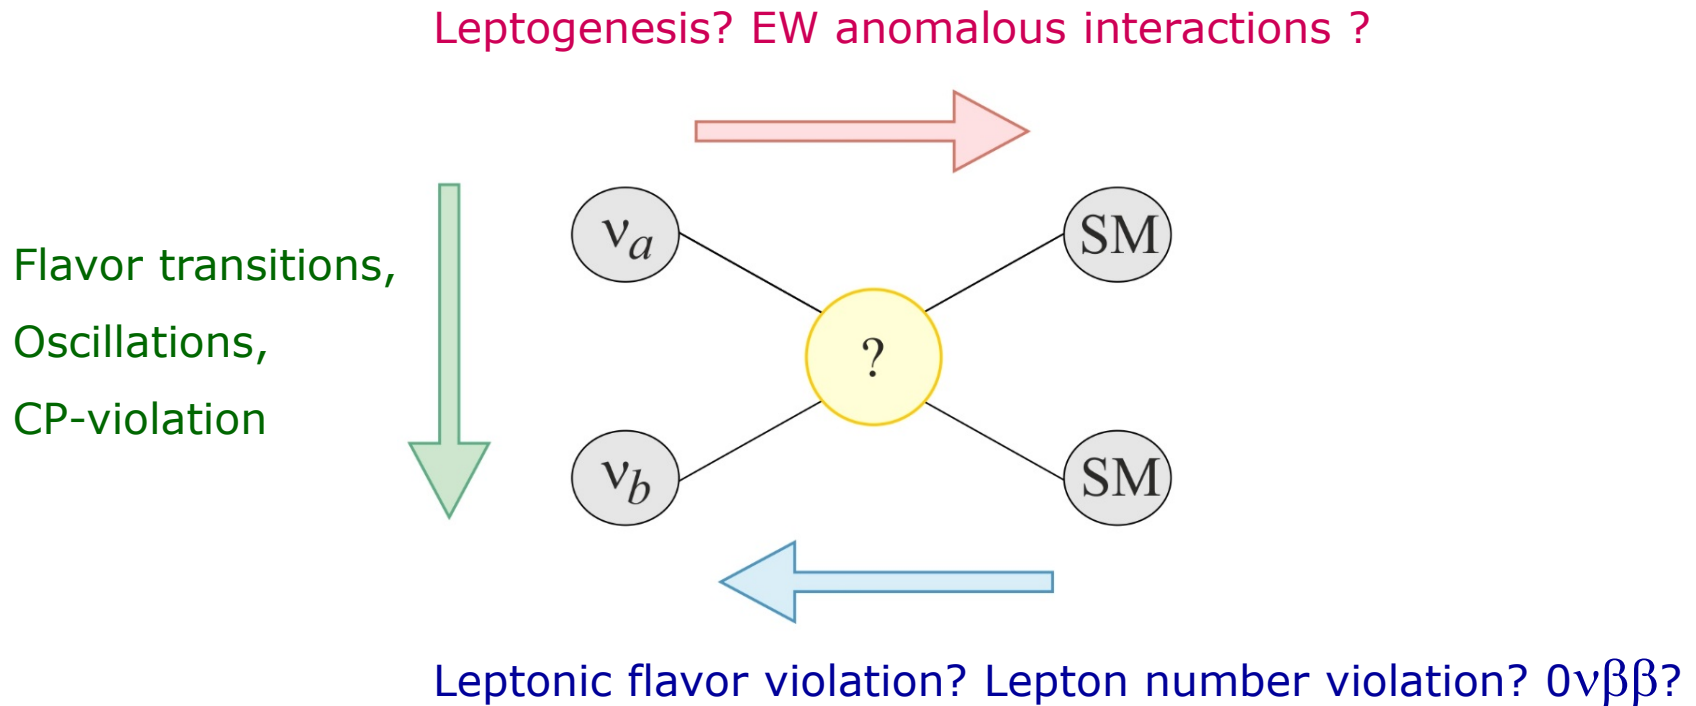 Leptogenesis? EW anomalous interactions ?
νa
SM
Flavor transitions,
Oscillations,
CP-violation
?
νb
SM
Leptonic flavor violation? Lepton number violation? 0νββ?